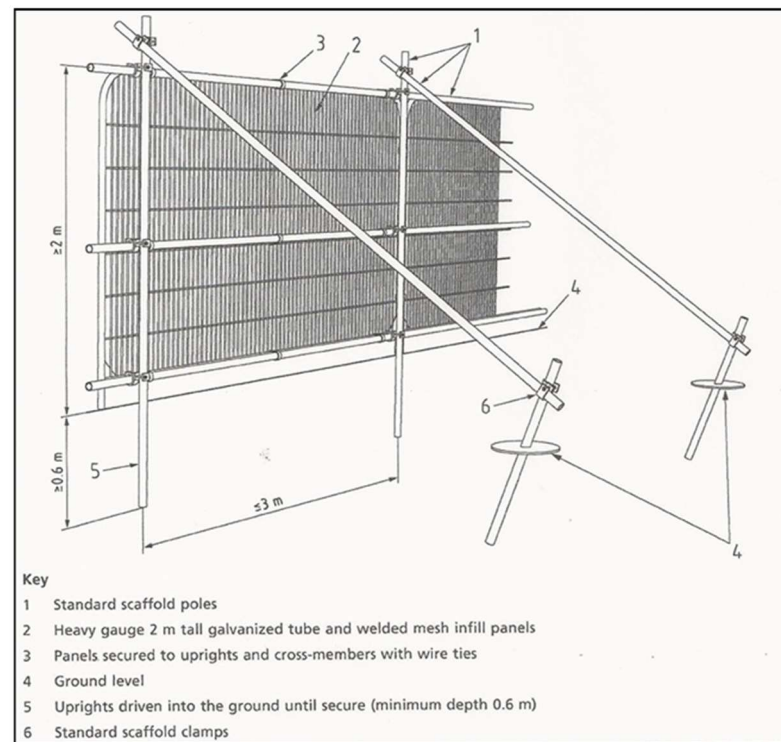 3
2
1
≥2 m
4
6
≥0.6 m
5
≤3 m
4
Key
1 Standard scaffold poles
2 Heavy gauge 2 m tall galvanized tube and welded mesh infill panels
3 Panels secured to uprights and cross-members with wire ties
4 Ground level
5 Uprights driven into the ground until secure (minimum depth 0.6 m)
6 Standard scaffold clamps